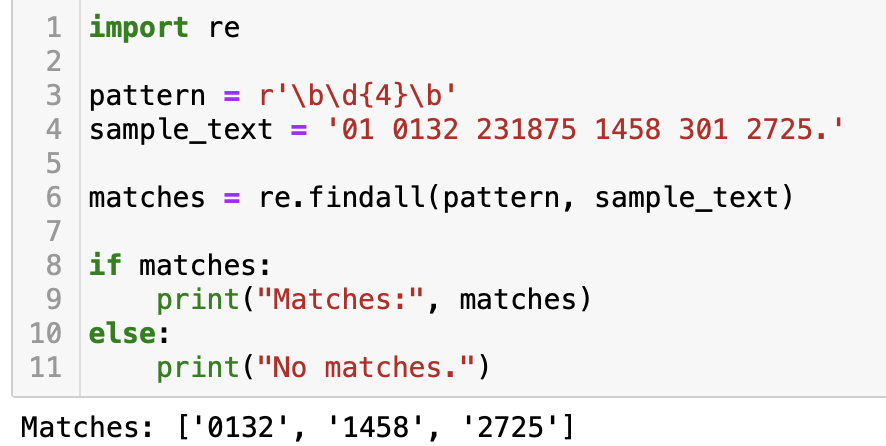 1 import re
2
3 pattern = r'\b\d{4}\b'
4 sample_text = '01 0132 231875 1458 301 2725.'
5
6 matches = re.findall(pattern, sample_text)
7
8 if matches:
9     print("Matches:", matches)
10 else:
11     print("No matches.")
Matches: ['0132', '1458', '2725']